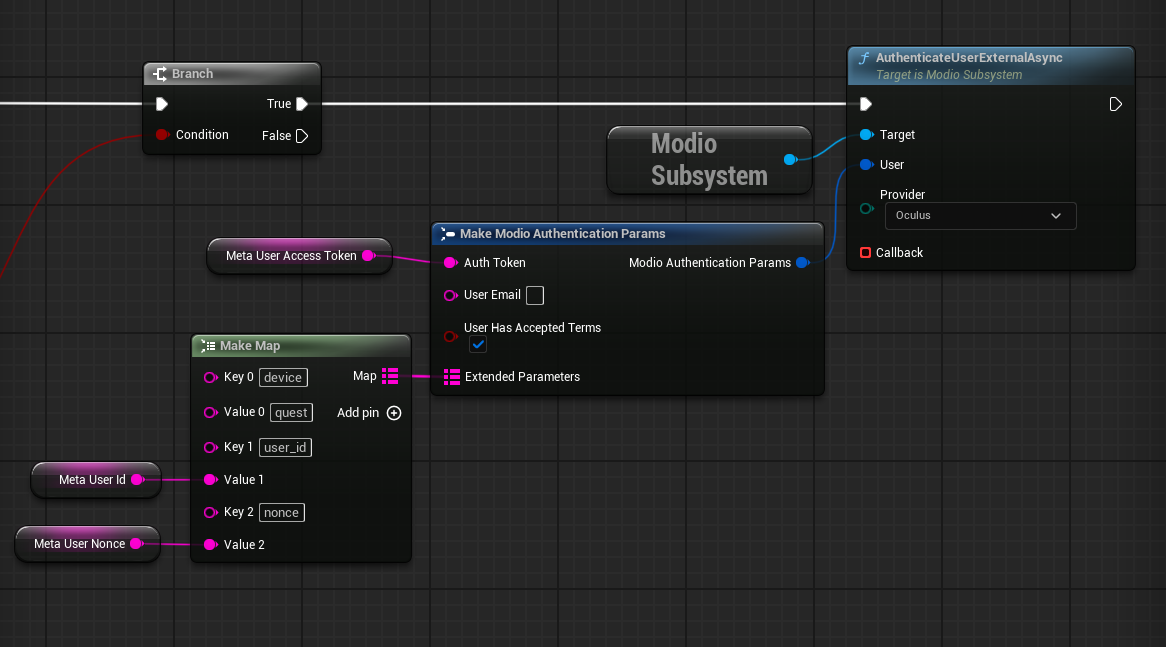 Branch
True
Condition
False
Modio
Subsystem
AuthenticateUserExternalAsync
Target is Modio Subsystem
Target
User
Provider
Oculus
Callback
Meta User Access Token
Make Modio Authentication Params
Auth Token
Modio Authentication Params
User Email
User Has Accepted Terms
Extended Parameters
Make Map
Key 0 device
Map
Value 0 quest
Add pin
Key 1 user_id
Meta User Id
Value 1
Key 2 nonce
Meta User Nonce
Value 2